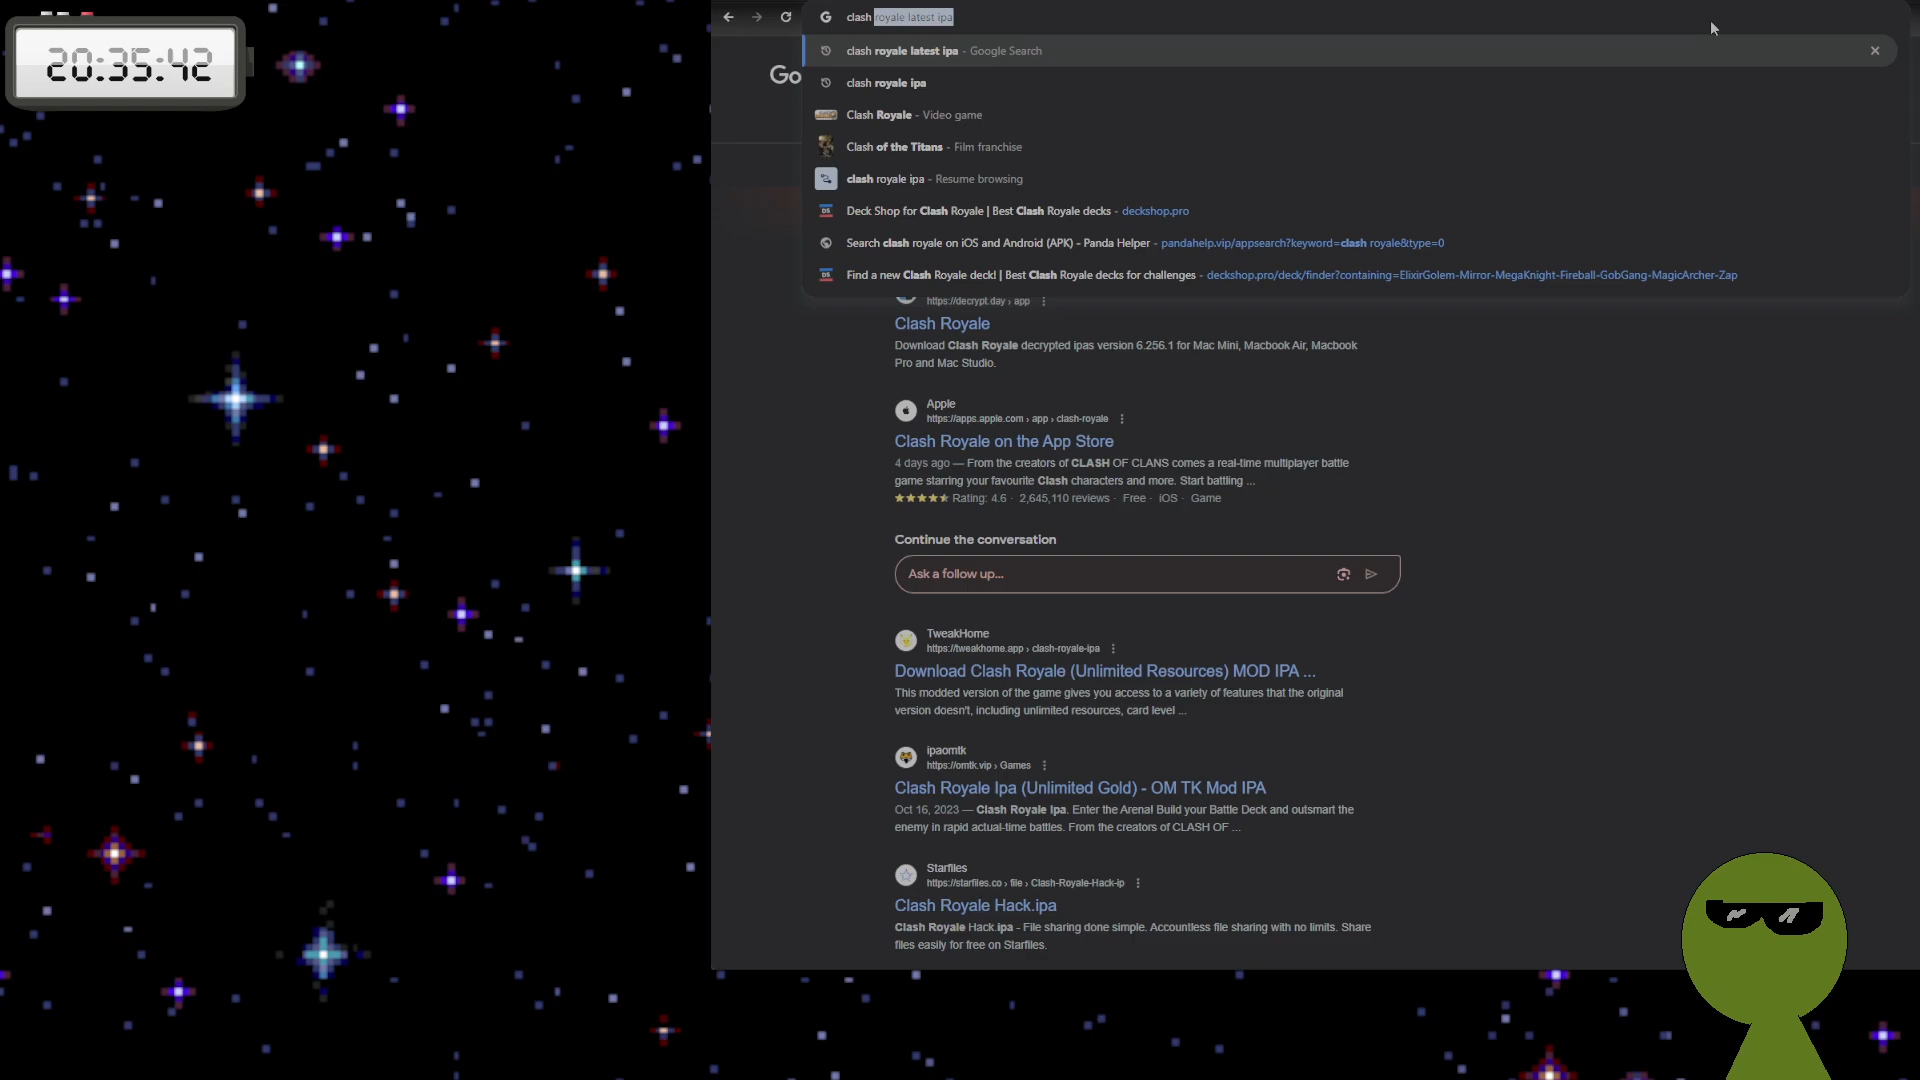 20:35:42
clash royale latest ipa
clash royale latest ipa - Google Search
clash royale ipa
Clash Royale - Video game
Clash of the Titans - Film franchise
clash royale ipa - Resume browsing
Deck Shop for Clash Royale | Best Clash Royale decks - deckshop.pro
Search clash royale on iOS and Android (APK) - Panda Helper - pandahelp.vip/appsearch?keyword=clash royale&type=0
Find a new Clash Royale deck! | Best Clash Royale decks for challenges - deckshop.pro/deck/finder?containing=ElixirGolem-Mirror-MegaKnight-Fireball-GobGang-MagicArcher-Zap
Go
https://decrypt.day › app
Clash Royale
Download Clash Royale decrypted ipas version 6.256.1 for Mac Mini, Macbook Air, Macbook
Pro and Mac Studio.
Apple
https://apps.apple.com › app › clash-royale
Clash Royale on the App Store
4 days ago — From the creators of CLASH OF CLANS comes a real-time multiplayer battle
game starring your favourite Clash characters and more. Start battling ...
Rating: 4.6 · 2,645,110 reviews · Free · iOS · Game
Continue the conversation
Ask a follow up...
TweakHome
https://tweakhome.app › clash-royale-ipa
Download Clash Royale (Unlimited Resources) MOD IPA ...
This modded version of the game gives you access to a variety of features that the original
version doesn't, including unlimited resources, card level ...
ipaomtk
https://omtk.vip › Games
Clash Royale Ipa (Unlimited Gold) - OM TK Mod IPA
Oct 16, 2023 — Clash Royale Ipa. Enter the Arena! Build your Battle Deck and outsmart the
enemy in rapid actual-time battles. From the creators of CLASH OF ...
Starfiles
https://starfiles.co › file › Clash-Royale-Hack-ip
Clash Royale Hack.ipa
Clash Royale Hack.ipa - File sharing done simple. Accountless file sharing with no limits. Share
files easily for free on Starfiles.